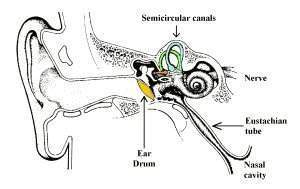 Semicircular canals
Nerve
Eustachian
tube
Ear
Drum
Nasal
cavity